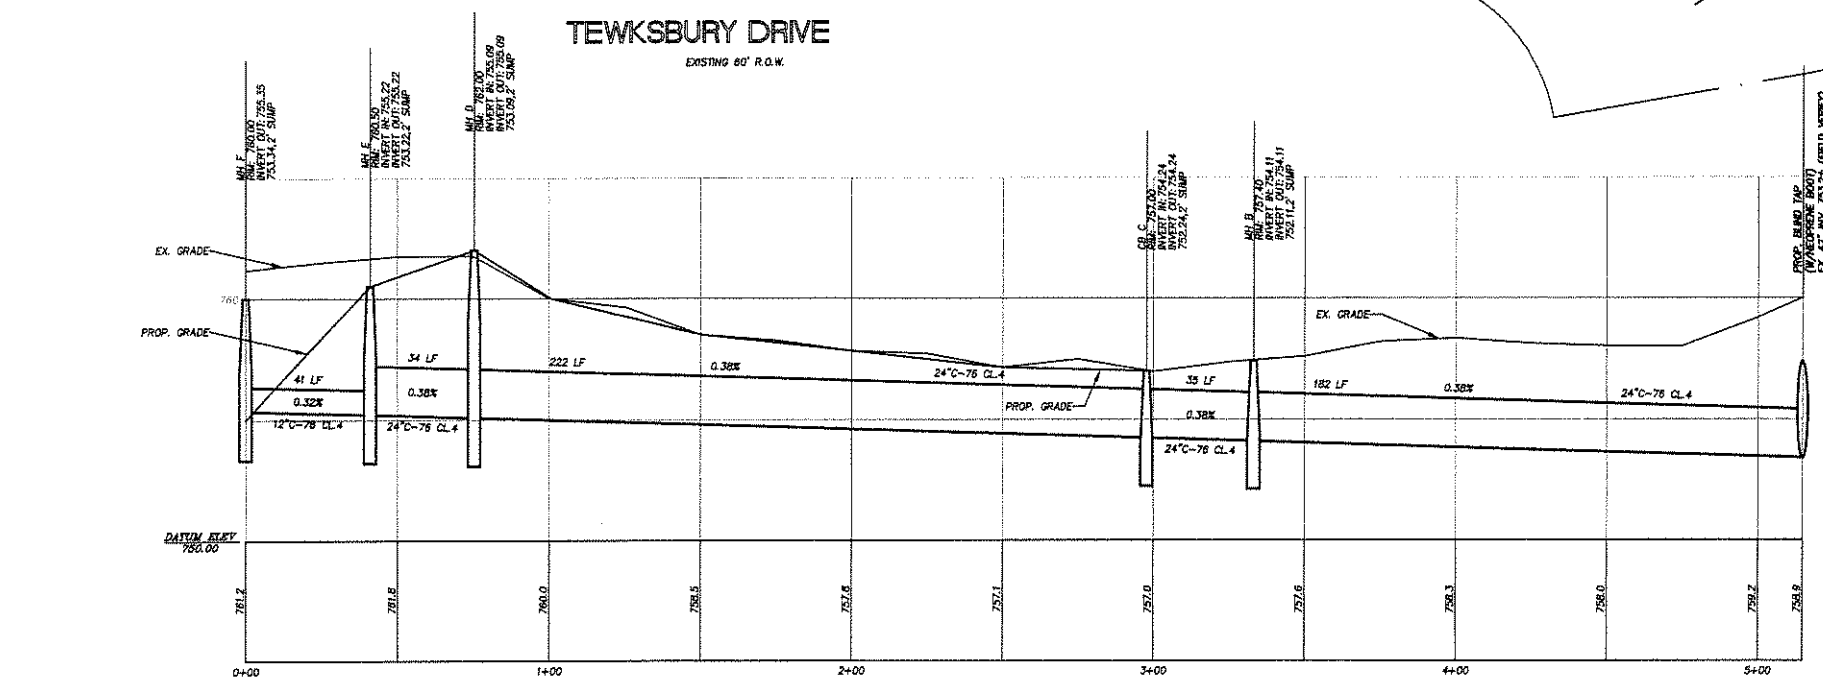 TEWKSBURY DRIVE
EXISTING 60' R.O.W.
MH F
RIM: 760.00
INVERT OUT: 755.35
753.34, 2' SUMP
MH E
RIM: 760.50
INVERT IN: 755.22
INVERT OUT: 755.22
753.22, 2' SUMP
MH D
RIM: 762.00
INVERT IN: 755.09
INVERT OUT: 755.09
753.09, 2' SUMP
CB C
RIM: 757.00
INVERT IN: 754.24
INVERT OUT: 754.24
752.24, 2' SUMP
MH B
RIM: 757.40
INVERT IN: 754.11
INVERT OUT: 754.11
752.11, 2' SUMP
PROP. BLIND TAP
(W/NEOPRENE BOOT)
EX. 42" INV. 753.26 (FIELD VERIFY)
EX. GRADE
760
PROP. GRADE
EX. GRADE
34 LF
222 LF
0.38%
24"C-76 CL.4
41 LF
0.32%
0.38%
12"C-76 CL.4
24"C-76 CL.4
PROP. GRADE
35 LF
0.38%
24"C-76 CL.4
182 LF
0.38%
24"C-76 CL.4
DATUM ELEV
750.00
761.2
761.8
760.0
758.5
757.8
757.1
757.0
757.6
758.3
758.0
759.2
758.9
0+00
1+00
2+00
3+00
4+00
5+00